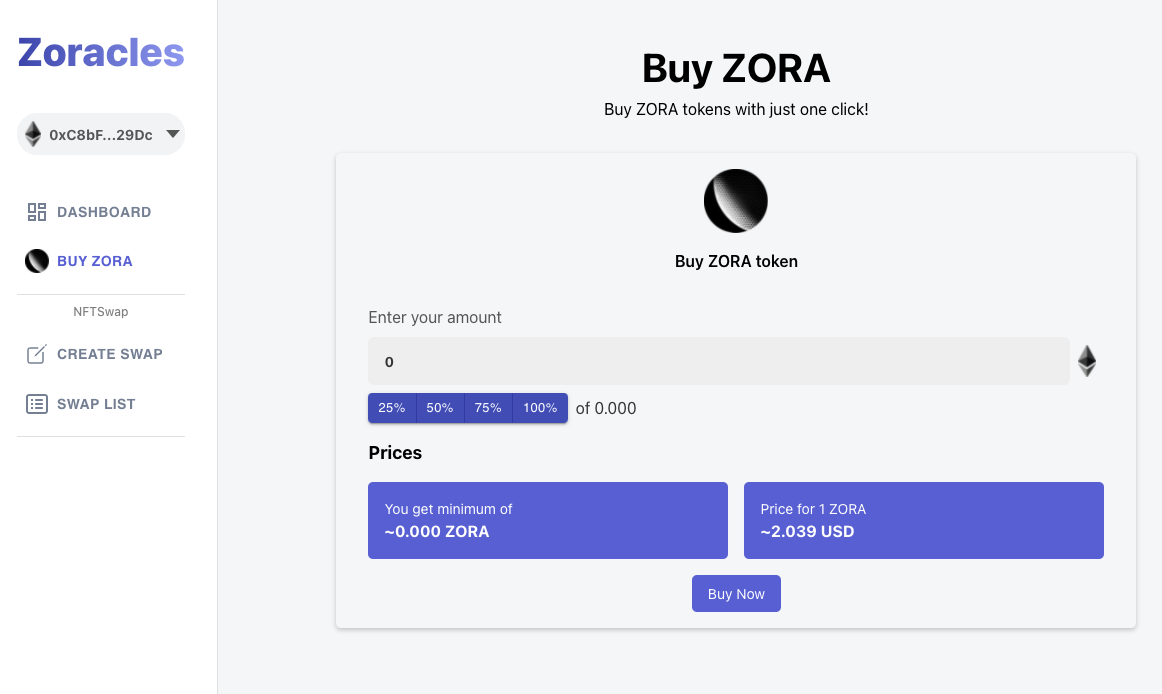 Zoracles
0xC8bF...29Dc
DASHBOARD
BUY ZORA
NFTSwap
CREATE SWAP
SWAP LIST
Buy ZORA
Buy ZORA tokens with just one click!
Buy ZORA token
Enter your amount
0
25% 50% 75% 100% of 0.000
Prices
You get minimum of
~0.000 ZORA
Price for 1 ZORA
~2.039 USD
Buy Now